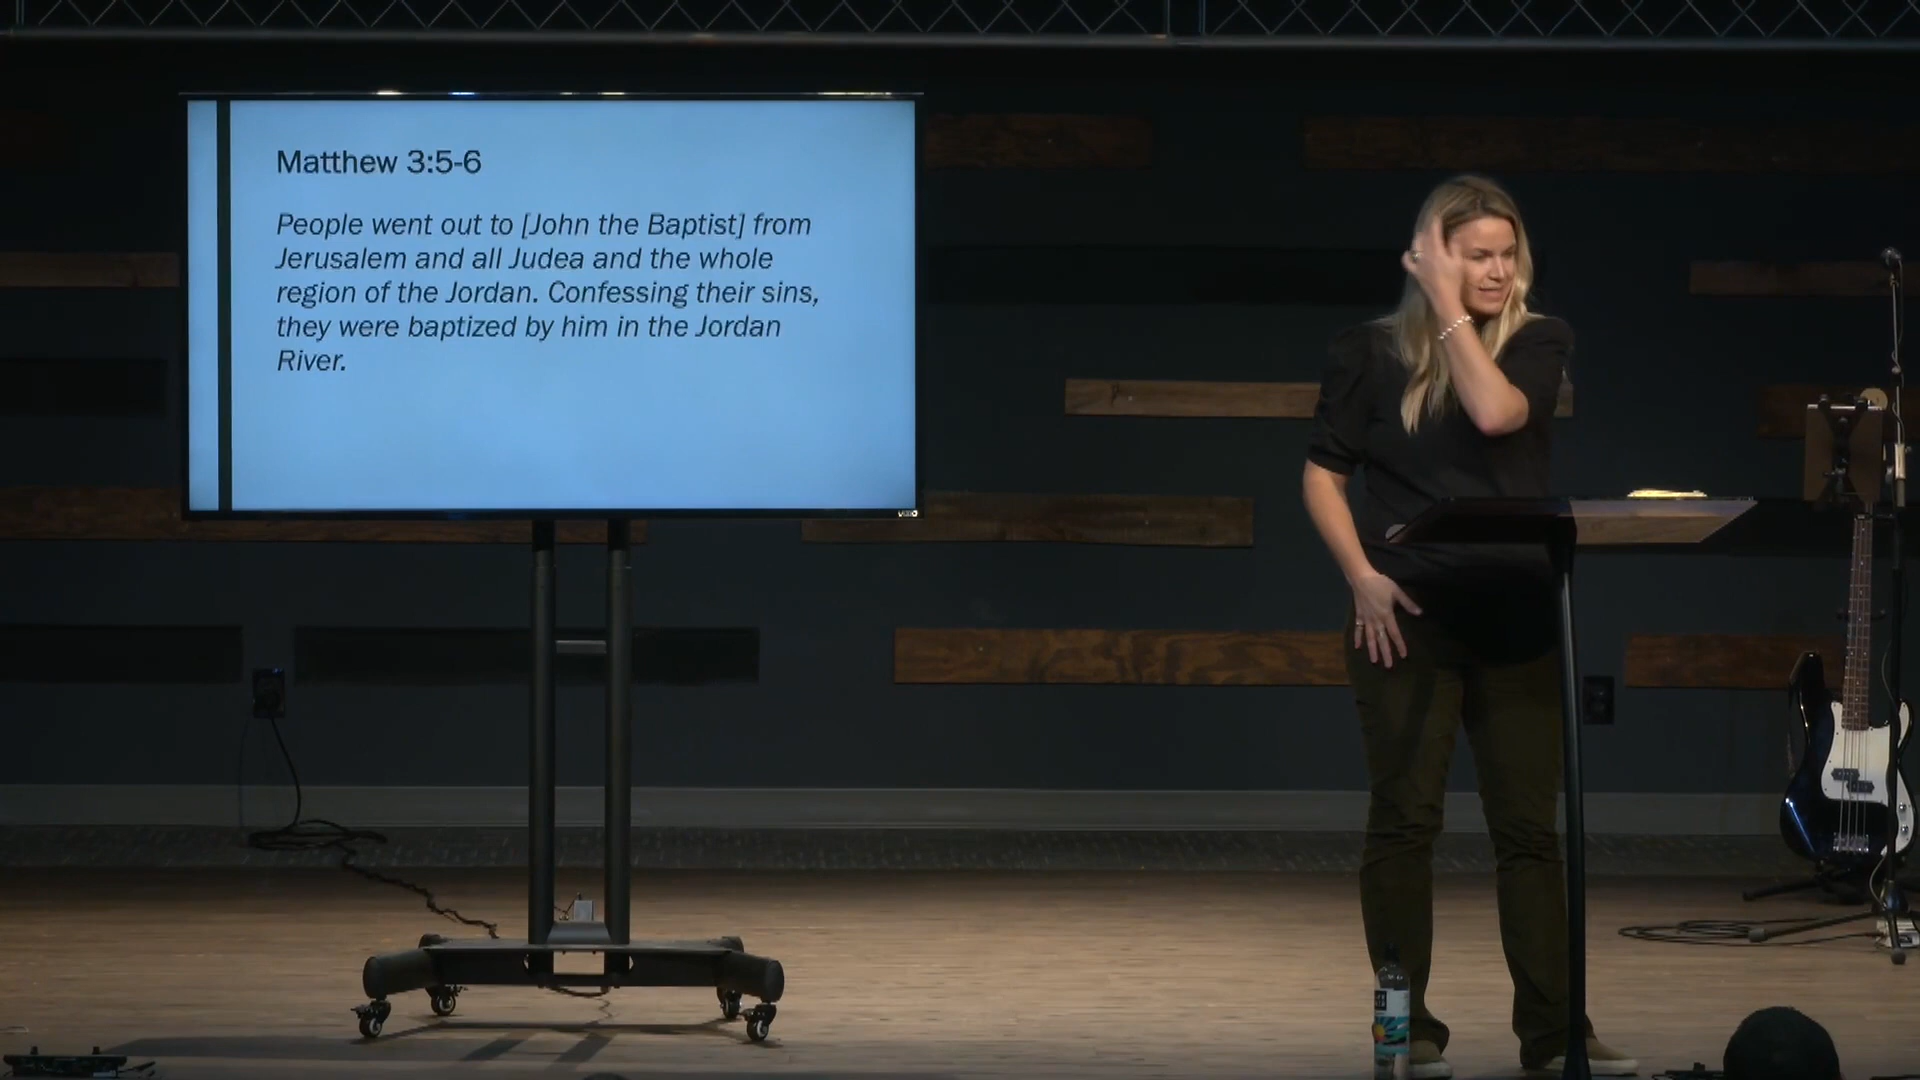 Matthew 3:5-6
People went out to [John the Baptist] from
Jerusalem and all Judea and the whole
region of the Jordan. Confessing their sins,
they were baptized by him in the Jordan
River.
VIZIO